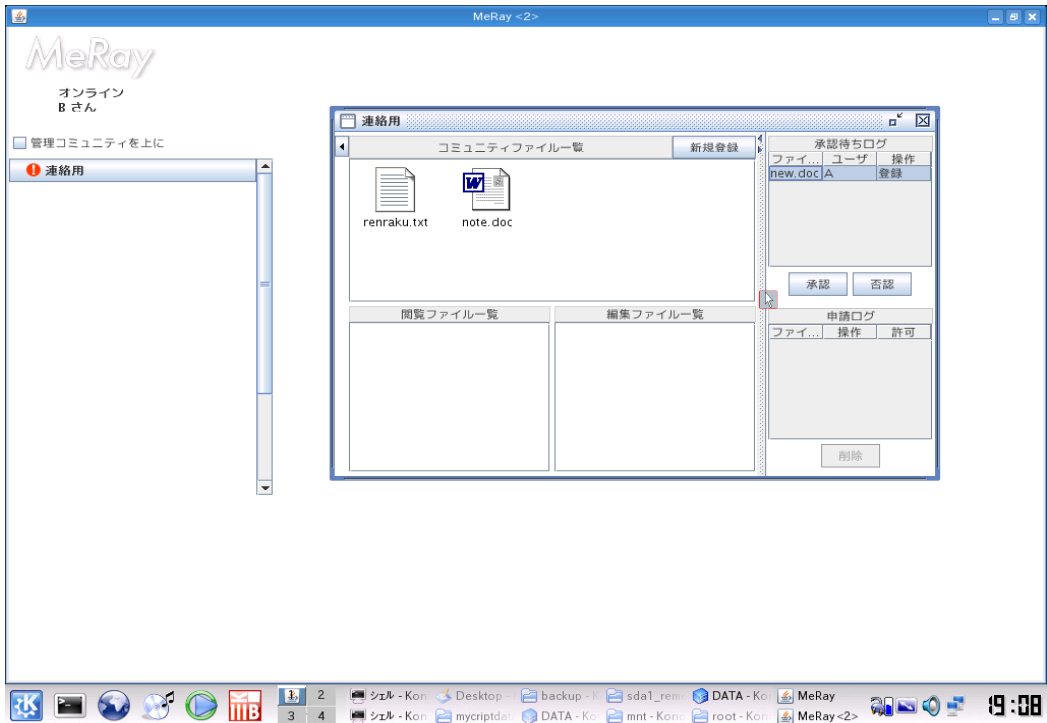 MeRay <2>
MeRay
オンライン
B さん
管理コミュニティを上に
連絡用
連絡用
コミュニティファイル一覧
新規登録
承認待ちログ
ファイ... ユーザ 操作
new.doc A 登録
renraku.txt
note.doc
承認 否認
閲覧ファイル一覧
編集ファイル一覧
申請ログ
ファイ... 操作 許可
削除
1 2
シェル - Kon
Desktop -
backup - K
sda1_rem
DATA - Ko
MeRay
3 4
シェル - Kon
mycriptdat
DATA - Ko
mnt - Kono
root - Kon
MeRay <2>
19:08